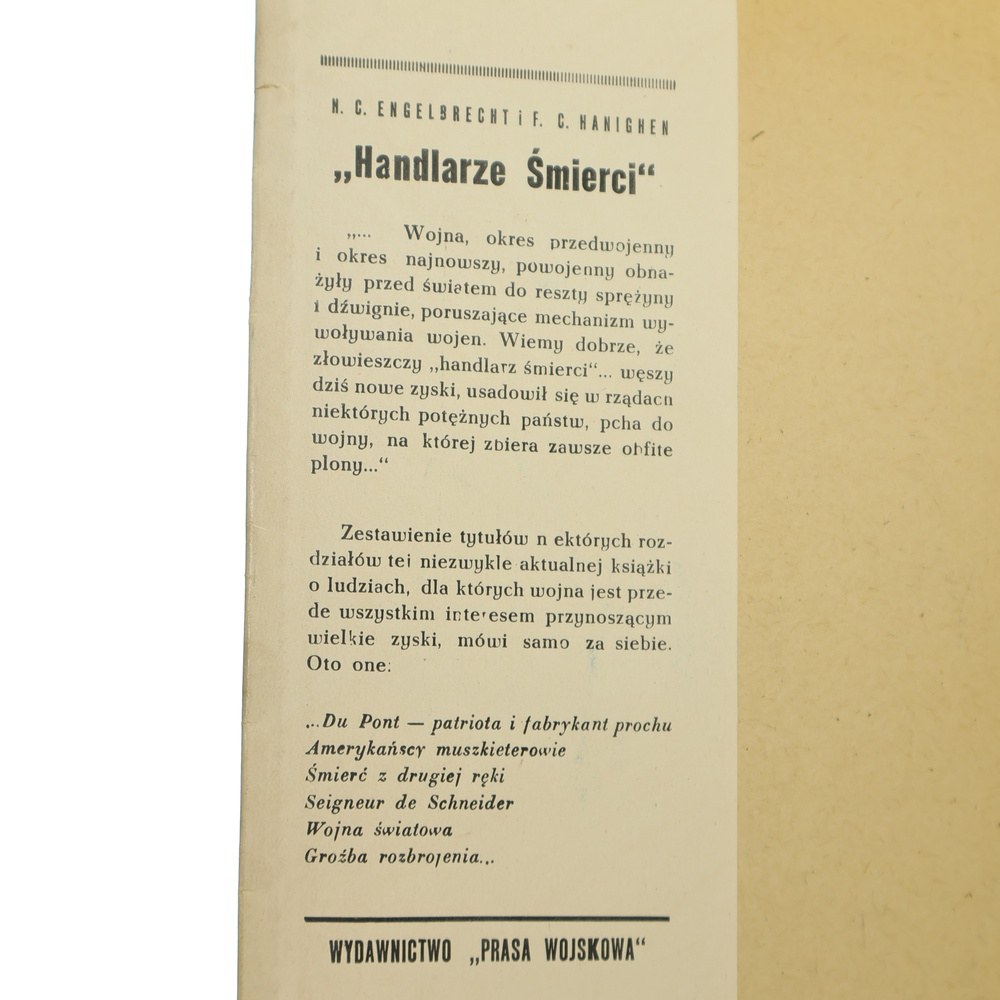 H. C. ENGELBRECHT i F. C. HANIGHEN
„Handlarze Śmierci“
„... Wojna, okres przedwojenny
i okres najnowszy, powojenny obna-
żyły przed światem do reszty sprężyny
i dźwignie, poruszające mechanizm wy-
woływania wojen. Wiemy dobrze, że
złowieszczy „handlarz śmierci“... węszy
dziś nowe zyski, usadowił się w rządach
niektórych potężnych państw, pcha do
wojny, na której zbiera zawsze obfite
plony...“
Zestawienie tytułów n ektórych roz-
działów tej niezwykle aktualnej książki
o ludziach, dla których wojna jest prze-
de wszystkim interesem przynoszącym
wielkie zyski, mówi samo za siebie.
Oto one:
...Du Pont — patriota i fabrykant prochu
Amerykańscy muszkieterowie
Śmierć z drugiej ręki
Seigneur de Schneider
Wojna światowa
Groźba rozbrojenia...
WYDAWNICTWO „PRASA WOJSKOWA“